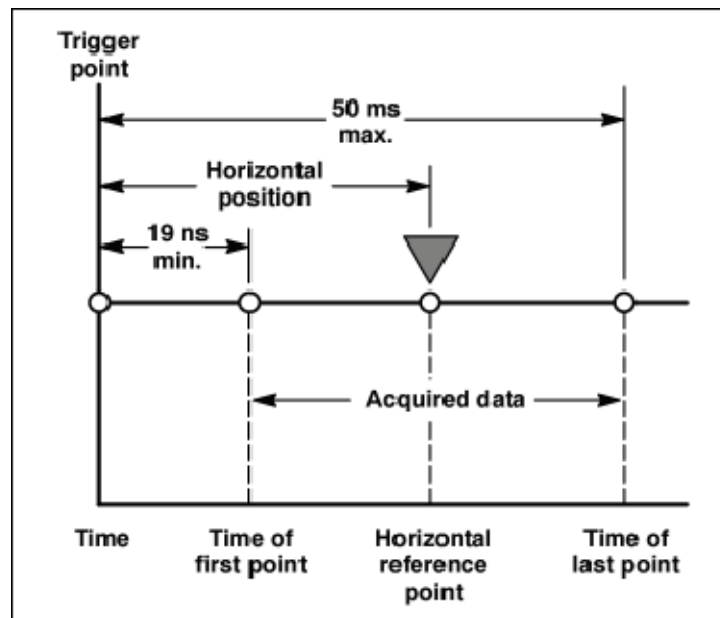 Trigger
point
50 ms
max.
Horizontal
position
19 ns
min.
Acquired data
Time
Time of
first point
Horizontal
reference
point
Time of
last point